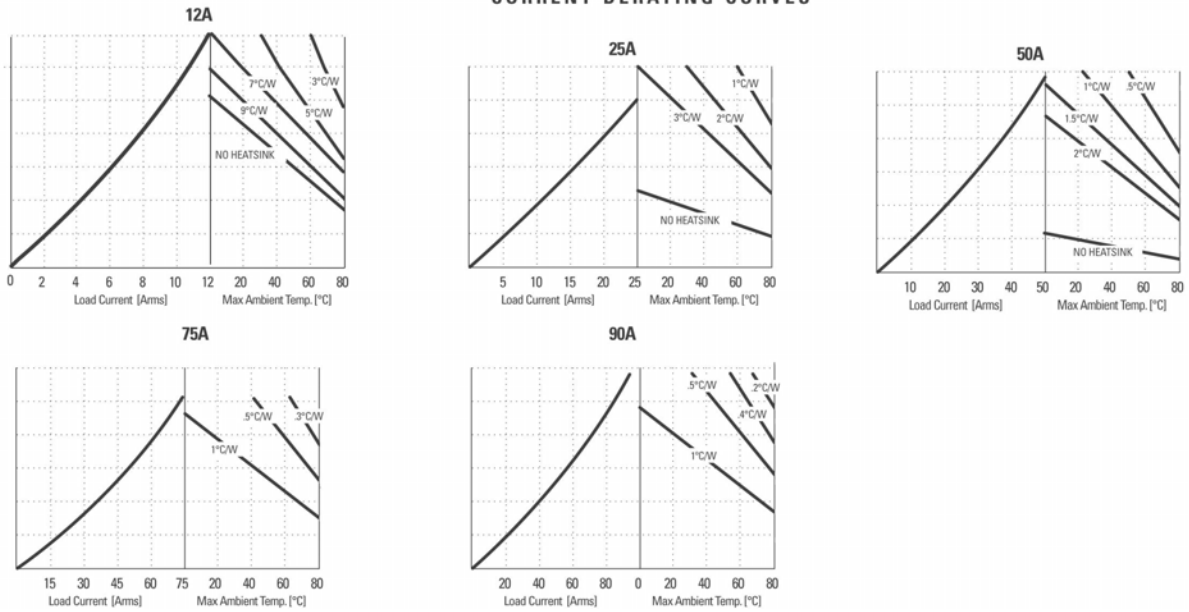 CURRENT DERATING CURVES
12A
7°C/W
3°C/W
9°C/W
5°C/W
NO HEATSINK
0 2 4 6 8 10 12 20 40 60 80
Load Current [Arms] Max Ambient Temp. [°C]
25A
1°C/W
3°C/W
2°C/W
NO HEATSINK
5 10 15 20 25 20 40 60 80
Load Current [Arms] Max Ambient Temp. [°C]
50A
1°C/W
.5°C/W
1.5°C/W
2°C/W
NO HEATSINK
10 20 30 40 50 20 40 60 80
Load Current [Arms] Max Ambient Temp. [°C]
75A
.5°C/W
.3°C/W
1°C/W
15 30 45 60 75 20 40 60 80
Load Current [Arms] Max Ambient Temp. [°C]
90A
.5°C/W
.2°C/W
.4°C/W
1°C/W
20 40 60 80 0 20 40 60 80
Load Current [Arms] Max Ambient Temp. [°C]